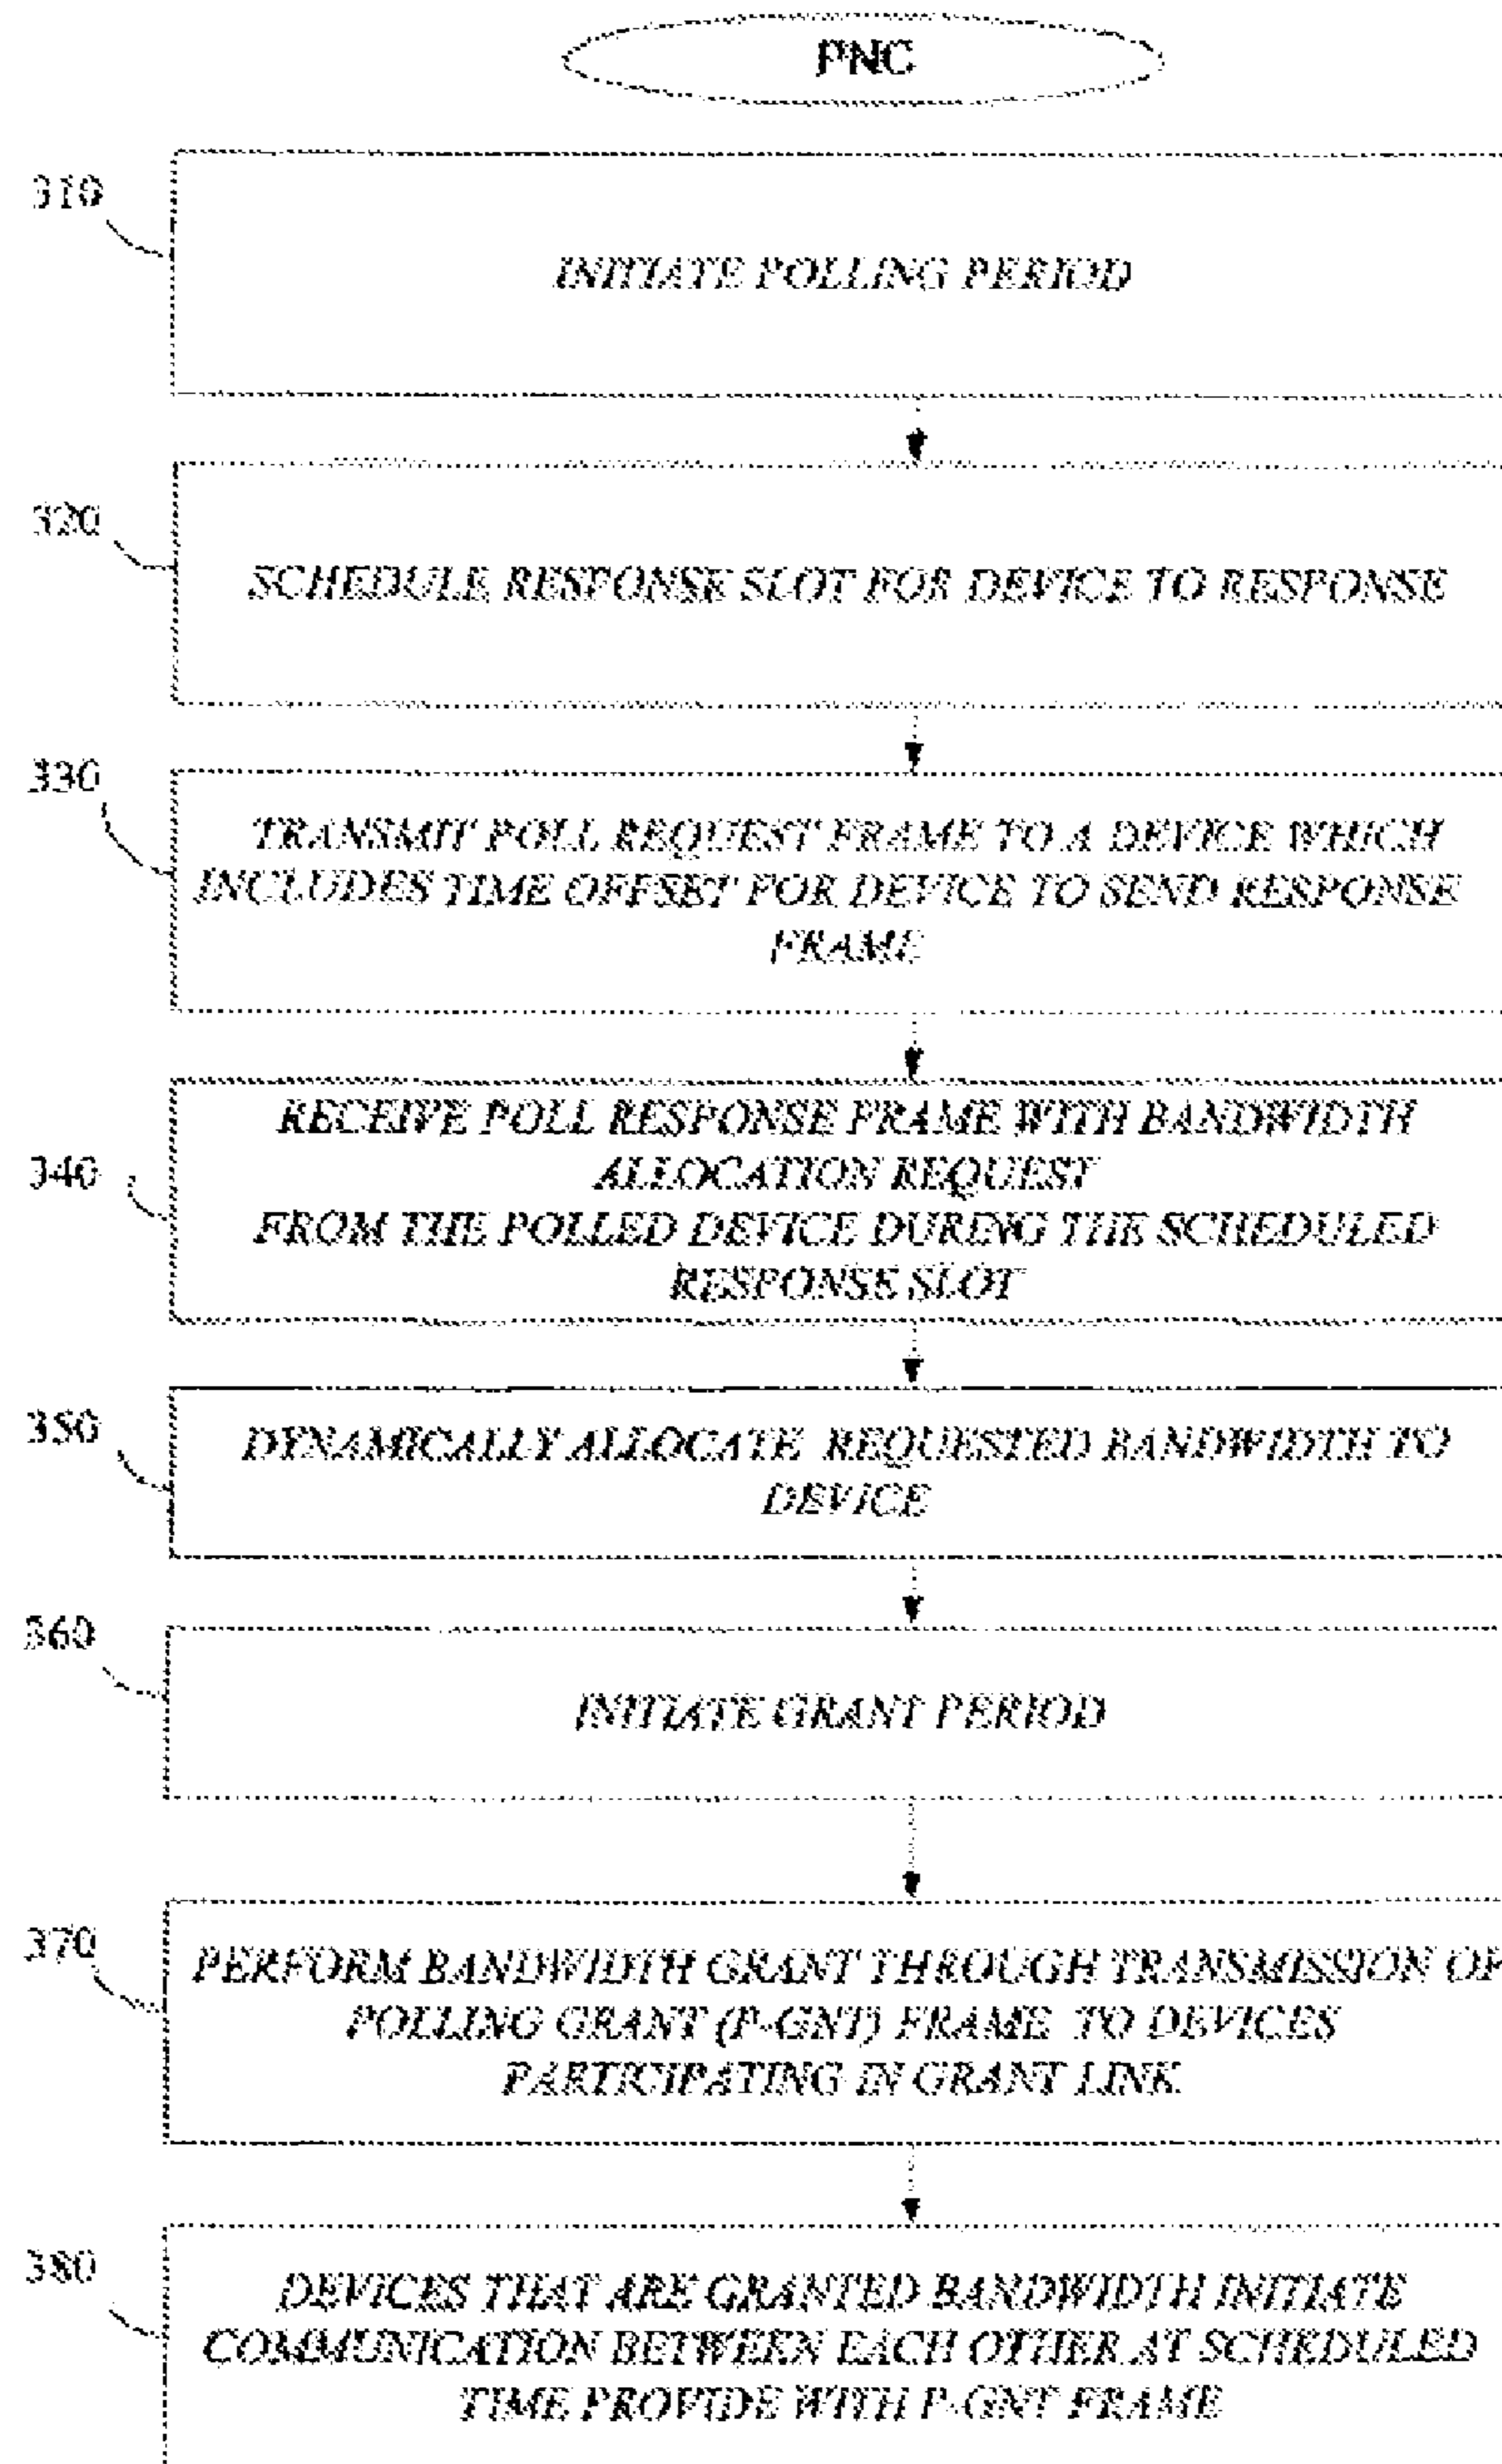 PNC
310
INITIATE POLLING PERIOD
320
SCHEDULE RESPONSE SLOT FOR DEVICE TO RESPONSE
330
TRANSMIT POLL REQUEST FRAME TO A DEVICE WHICH
INCLUDES TIME OFFSET FOR DEVICE TO SEND RESPONSE
FRAME
340
RECEIVE POLL RESPONSE FRAME WITH BANDWIDTH
ALLOCATION REQUEST
FROM THE POLLED DEVICE DURING THE SCHEDULED
RESPONSE SLOT
350
DYNAMICALLY ALLOCATE REQUESTED BANDWIDTH TO
DEVICE
360
INITIATE GRANT PERIOD
370
PERFORM BANDWIDTH GRANT THROUGH TRANSMISSION OF
POLLING GRANT (P-GNT) FRAME TO DEVICES
PARTICIPATING IN GRANT LINK
380
DEVICES THAT ARE GRANTED BANDWIDTH INITIATE
COMMUNICATION BETWEEN EACH OTHER AT SCHEDULED
TIME PROVIDE WITH P-GNT FRAME